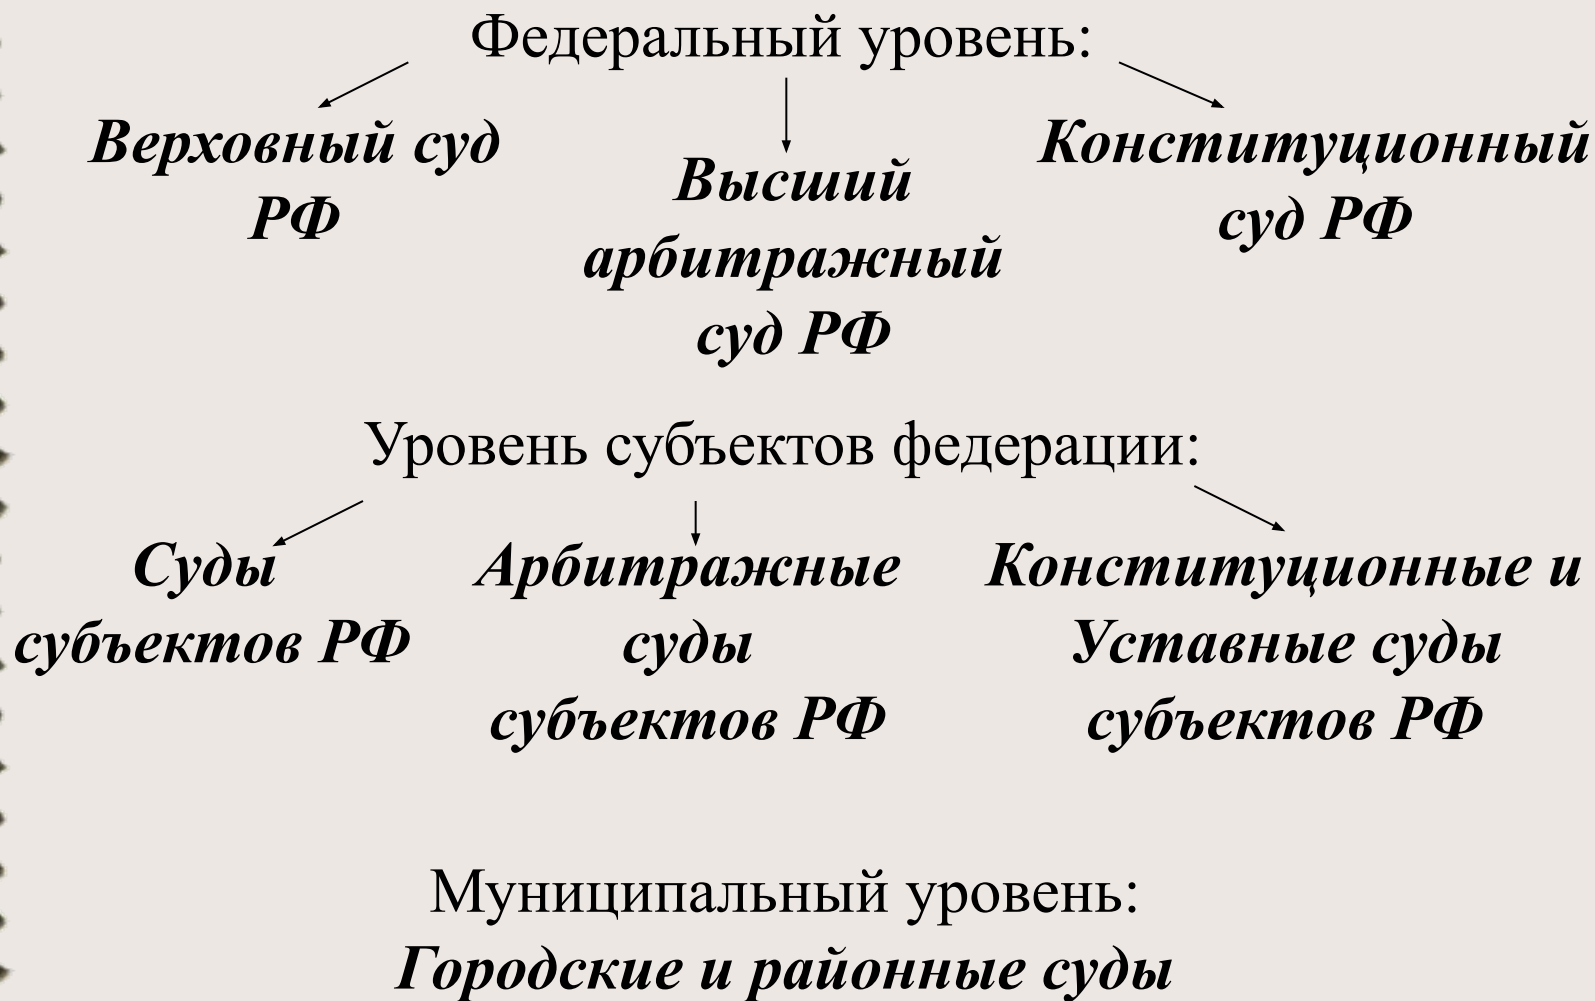 Федеральный уровень:
Верховный суд
РФ
Высший
арбитражный
суд РФ
Конституционный
суд РФ
Уровень субъектов федерации:
Суды
субъектов РФ
Арбитражные
суды
субъектов РФ
Конституционные и
Уставные суды
субъектов РФ
Муниципальный уровень:
Городские и районные суды